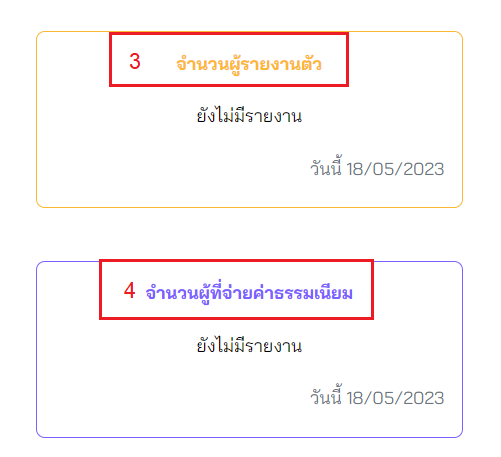 3 จำนวนผู้รายงานตัว
ยังไม่มีรายงาน
วันนี้ 18/05/2023
4 จำนวนผู้ที่จ่ายค่าธรรมเนียม
ยังไม่มีรายงาน
วันนี้ 18/05/2023